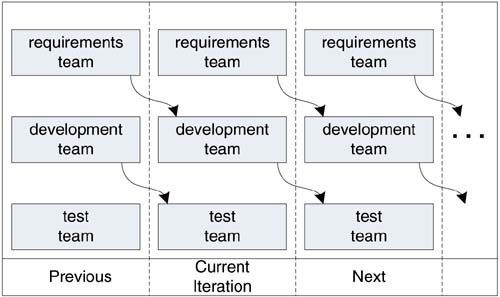 requirements
team
requirements
team
requirements
team
development
team
development
team
development
team
...
test
team
test
team
test
team
Previous
Current
Iteration
Next